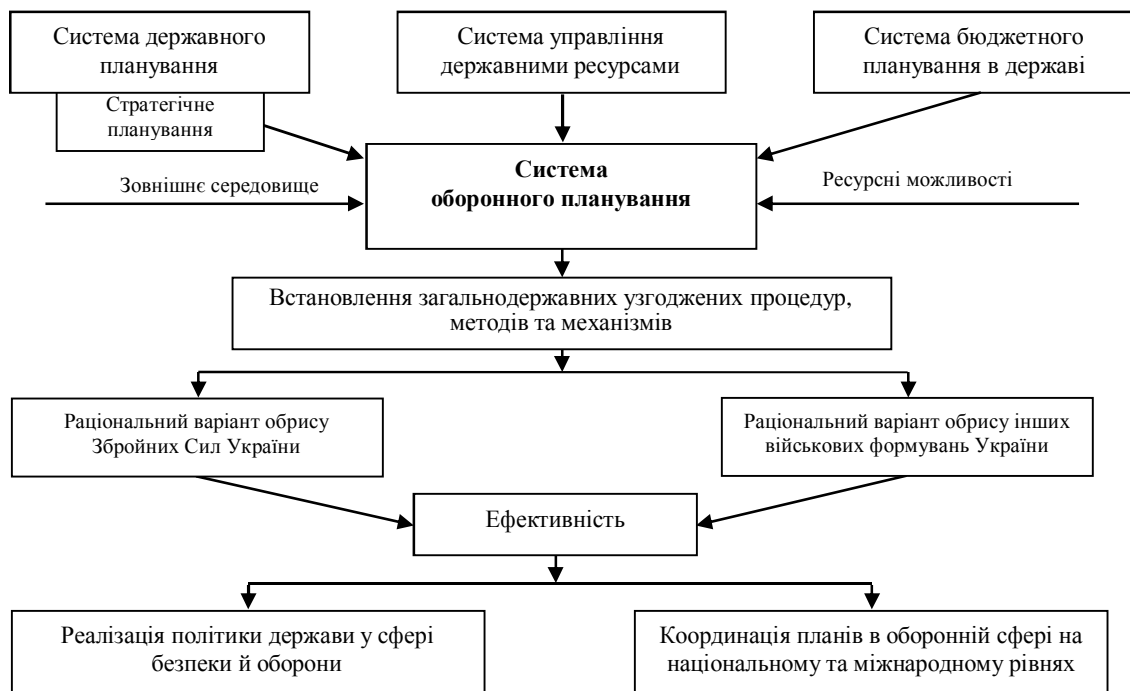 Система державного
планування
Система управління
державними ресурсами
Система бюджетного
планування в державі
Стратегічне
планування
Система
оборонного планування
Зовнішнє середовище
Ресурсні можливості
Встановлення загальнодержавних узгоджених процедур,
методів та механізмів
Раціональний варіант обрису
Збройних Сил України
Раціональний варіант обрису інших
військових формувань України
Ефективність
Реалізація політики держави у сфері
безпеки й оборони
Координація планів в оборонній сфері на
національному та міжнародному рівнях